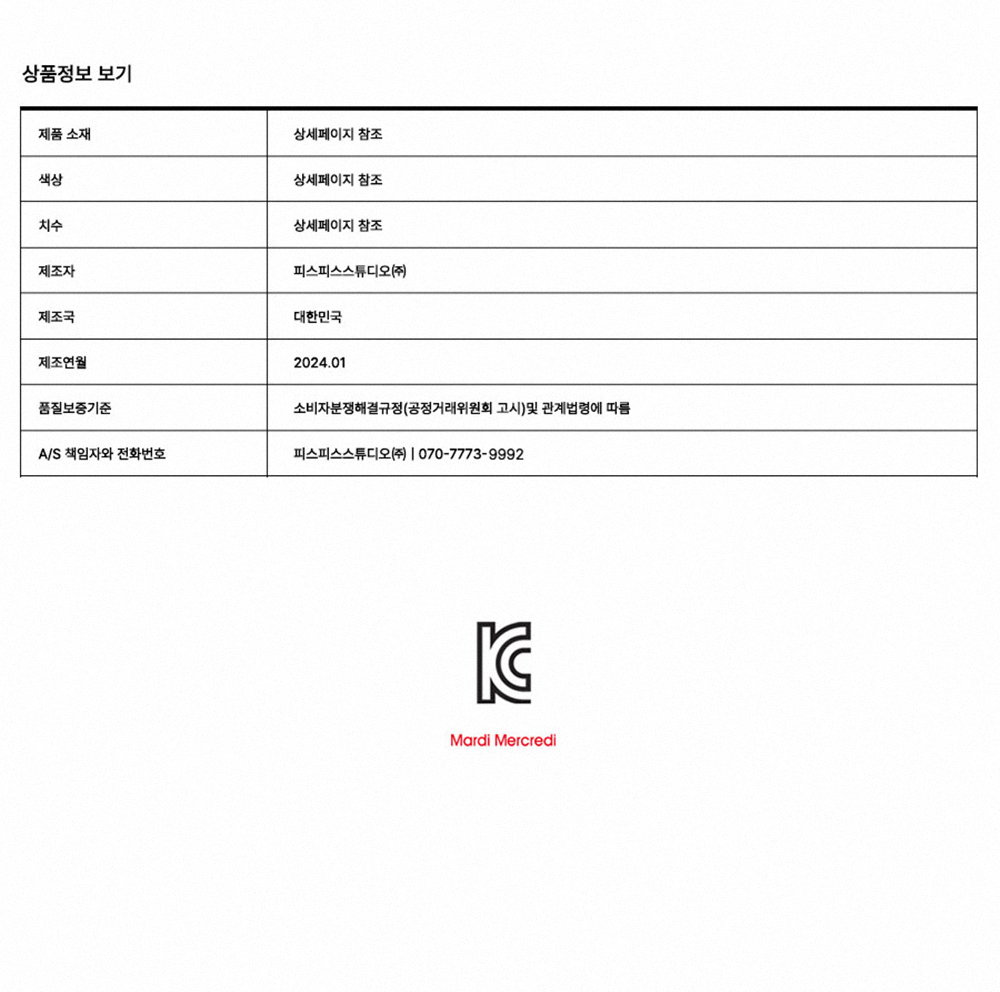 상품정보 보기
제품 소재 상세페이지 참조
색상 상세페이지 참조
치수 상세페이지 참조
제조자 피스피스스튜디오㈜
제조국 대한민국
제조연월 2024.01
품질보증기준 소비자분쟁해결규정(공정거래위원회 고시)및 관계법령에 따름
A/S 책임자와 전화번호 피스피스스튜디오㈜ | 070-7773-9992
KC
Mardi Mercredi